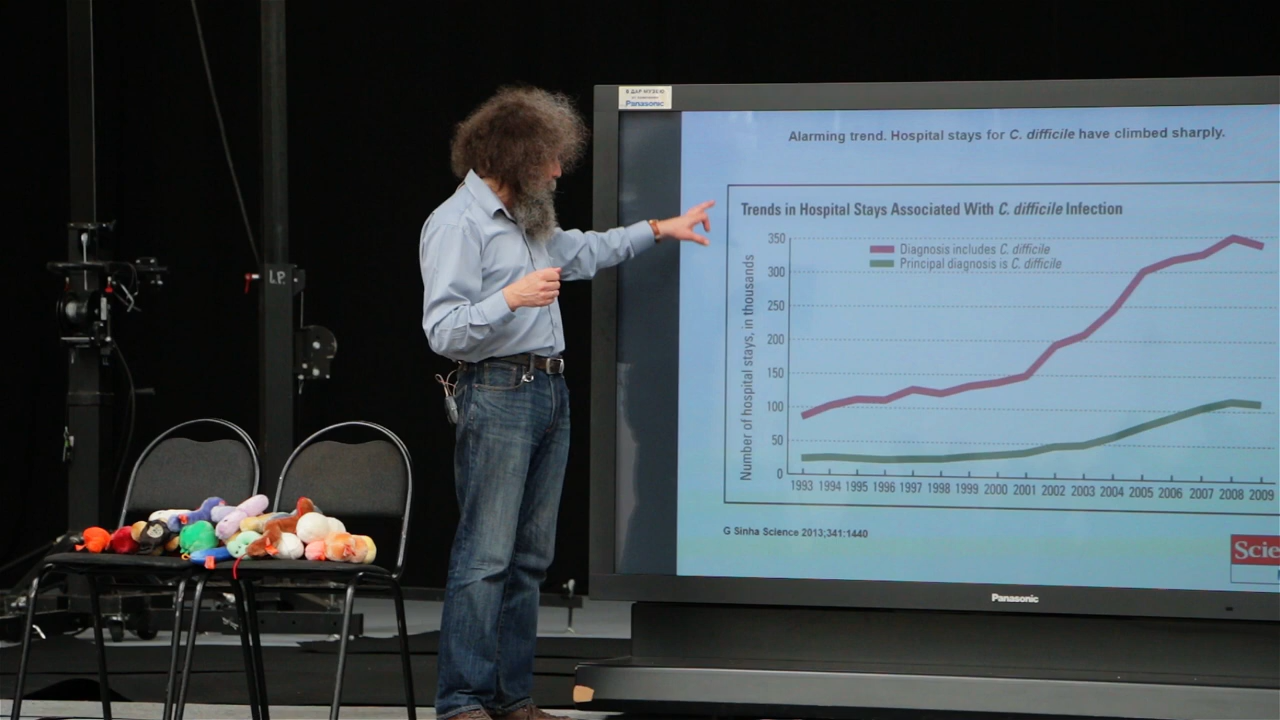 В ДАР МУЗЕЮ
Panasonic
Alarming trend. Hospital stays for C. difficile have climbed sharply.
Trends in Hospital Stays Associated With C. difficile Infection
350
Diagnosis includes C. difficile
Principal diagnosis is C. difficile
300
250
200
150
100
50
0
Number of hospital stays, in thousands
1993 1994 1995 1996 1997 1998 1999 2000 2001 2002 2003 2004 2005 2006 2007 2008 2009
G Sinha Science 2013;341:1440
Scie
Panasonic
I.P.